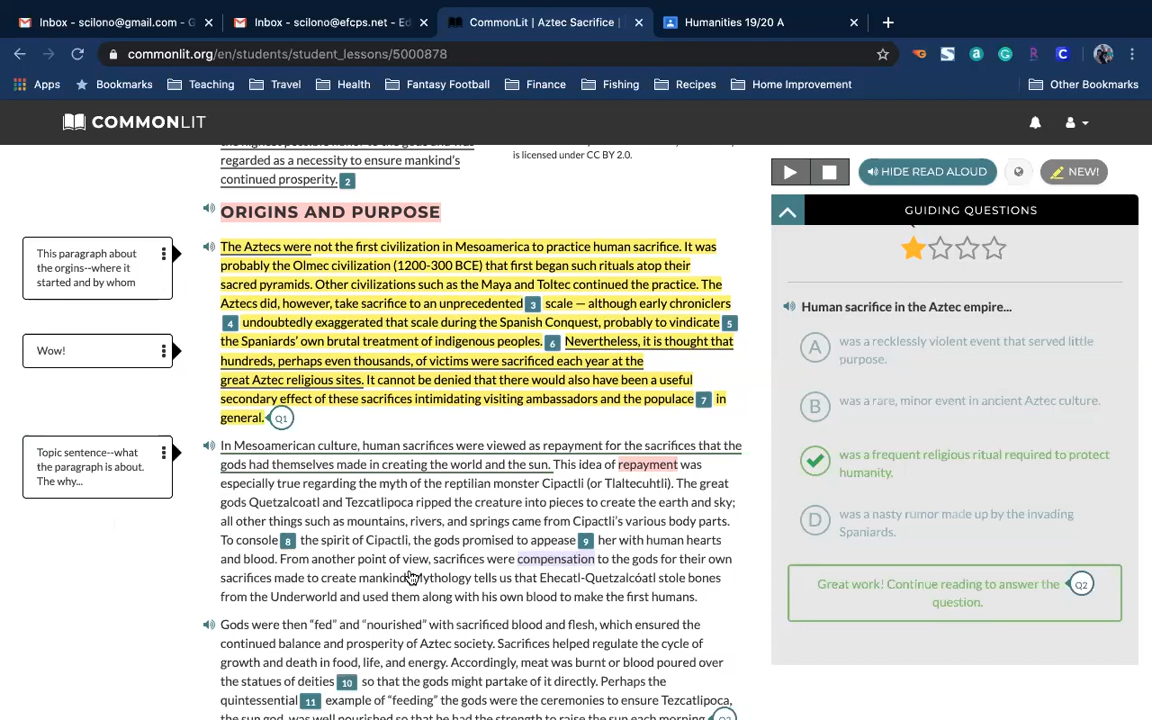 Inbox - scilono@gmail.com - G
Inbox - scilono@efcps.net - Ed
CommonLit | Aztec Sacrifice |
Humanities 19/20 A
commonlit.org/en/students/student_lessons/5000878
Apps
Bookmarks
Teaching
Travel
Health
Fantasy Football
Finance
Fishing
Recipes
Home Improvement
Other Bookmarks
COMMONLIT
regarded as a necessity to ensure mankind's
continued prosperity. 2
is licensed under CC BY 2.0.
HIDE READ ALOUD
NEW!
ORIGINS AND PURPOSE
This paragraph about
the orgins--where it
started and by whom
Wow!
Topic sentence--what
the paragraph is about.
The why...
The Aztecs were not the first civilization in Mesoamerica to practice human sacrifice. It was
probably the Olmec civilization (1200-300 BCE) that first began such rituals atop their
sacred pyramids. Other civilizations such as the Maya and Toltec continued the practice. The
Aztecs did, however, take sacrifice to an unprecedented 3 scale — although early chroniclers
4 undoubtedly exaggerated that scale during the Spanish Conquest, probably to vindicate 5
the Spaniards' own brutal treatment of indigenous peoples. 6 Nevertheless, it is thought that
hundreds, perhaps even thousands, of victims were sacrificed each year at the
great Aztec religious sites. It cannot be denied that there would also have been a useful
secondary effect of these sacrifices intimidating visiting ambassadors and the populace 7 in
general. Q1
In Mesoamerican culture, human sacrifices were viewed as repayment for the sacrifices that the
gods had themselves made in creating the world and the sun. This idea of repayment was
especially true regarding the myth of the reptilian monster Cipactli (or Tlaltecuhtli). The great
gods Quetzalcoatl and Tezcatlipoca ripped the creature into pieces to create the earth and sky;
all other things such as mountains, rivers, and springs came from Cipactli's various body parts.
To console 8 the spirit of Cipactli, the gods promised to appease 9 her with human hearts
and blood. From another point of view, sacrifices were compensation to the gods for their own
sacrifices made to create mankind. Mythology tells us that Ehecatl-Quetzalcóatl stole bones
from the Underworld and used them along with his own blood to make the first humans.
Gods were then "fed" and "nourished" with sacrificed blood and flesh, which ensured the
continued balance and prosperity of Aztec society. Sacrifices helped regulate the cycle of
growth and death in food, life, and energy. Accordingly, meat was burnt or blood poured over
the statues of deities 10 so that the gods might partake of it directly. Perhaps the
quintessential 11 example of "feeding" the gods were the ceremonies to ensure Tezcatlipoca,
the sun god, was well nourished so that he had the strength to raise the sun each morning.
GUIDING QUESTIONS
Human sacrifice in the Aztec empire...
A was a recklessly violent event that served little
purpose.
B was a rare, minor event in ancient Aztec culture.
was a frequent religious ritual required to protect
humanity.
D was a nasty rumor made up by the invading
Spaniards.
Great work! Continue reading to answer the Q2
question.